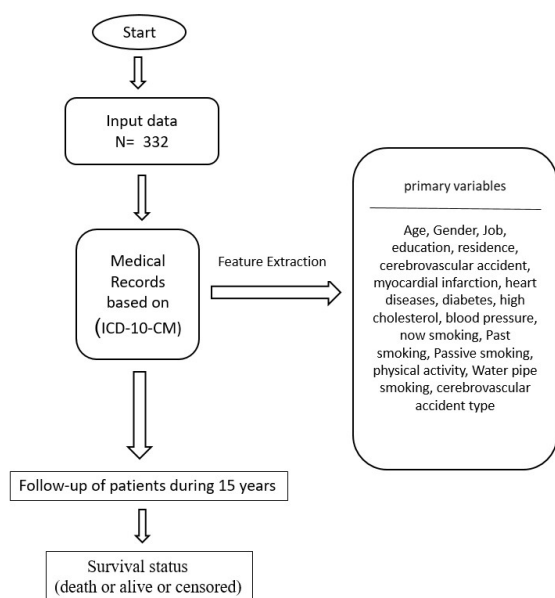 Start
Input data
N= 332
Medical
Records
based on
(ICD-10-CM)
Feature Extraction
primary variables
Age, Gender, Job,
education, residence,
cerebrovascular accident,
myocardial infarction, heart
diseases, diabetes, high
cholesterol, blood pressure,
now smoking, Past
smoking, Passive smoking,
physical activity, Water pipe
smoking, cerebrovascular
accident type
Follow-up of patients during 15 years
Survival status
(death or alive or censored)